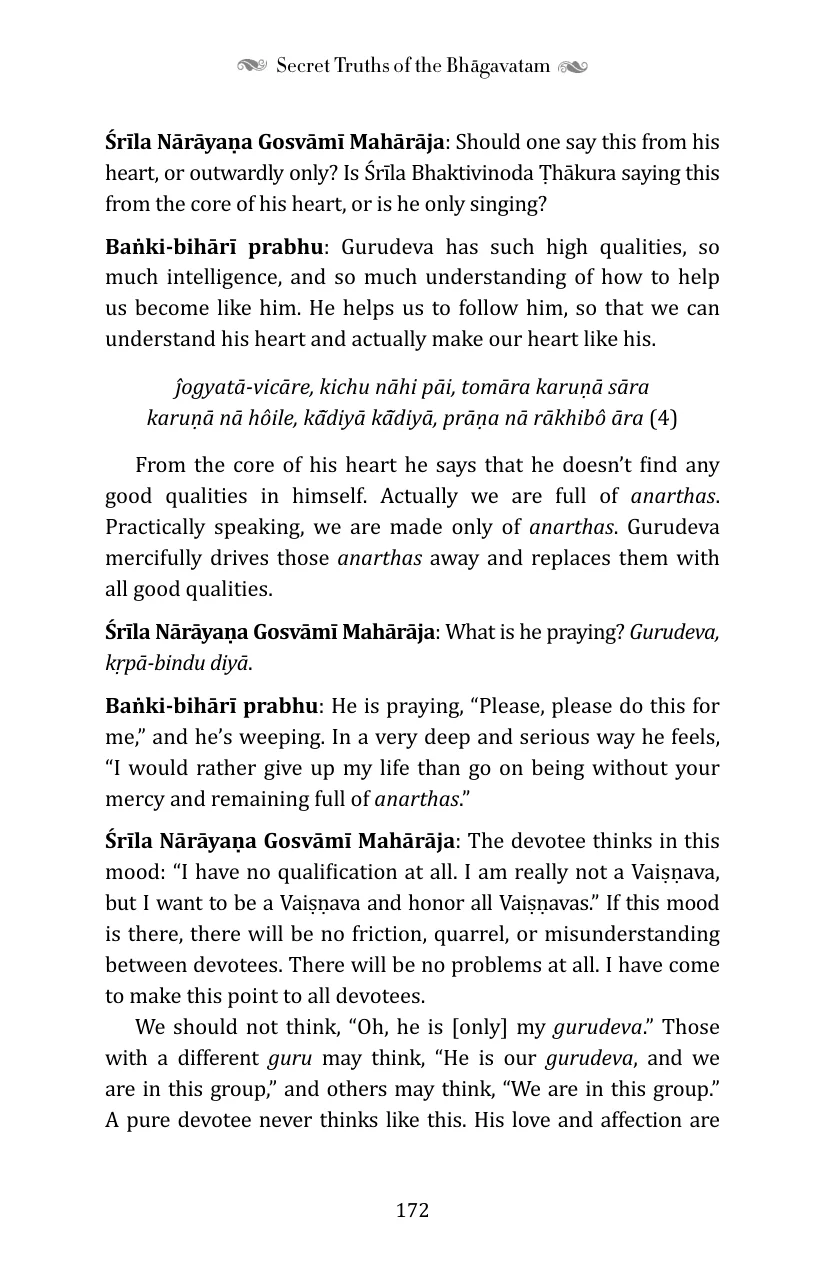 Secret Truths of the Bhāgavatam
Śrīla Nārāyaṇa Gosvāmī Mahārāja: Should one say this from his
heart, or outwardly only? Is Śrīla Bhaktivinoda Ṭhākura saying this
from the core of his heart, or is he only singing?
Baṅki-bihārī prabhu: Gurudeva has such high qualities, so
much intelligence, and so much understanding of how to help
us become like him. He helps us to follow him, so that we can
understand his heart and actually make our heart like his.
ĵogyatā-vicāre, kichu nāhi pāi, tomāra karuṇā sāra
karuṇā nā hôile, kā̃diyā kā̃diyā, prāṇa nā rākhibô āra (4)
From the core of his heart he says that he doesn’t find any
good qualities in himself. Actually we are full of anarthas.
Practically speaking, we are made only of anarthas. Gurudeva
mercifully drives those anarthas away and replaces them with
all good qualities.
Śrīla Nārāyaṇa Gosvāmī Mahārāja: What is he praying? Gurudeva,
kṛpā-bindu diyā.
Baṅki-bihārī prabhu: He is praying, “Please, please do this for
me,” and he’s weeping. In a very deep and serious way he feels,
“I would rather give up my life than go on being without your
mercy and remaining full of anarthas.”
Śrīla Nārāyaṇa Gosvāmī Mahārāja: The devotee thinks in this
mood: “I have no qualification at all. I am really not a Vaiṣṇava,
but I want to be a Vaiṣṇava and honor all Vaiṣṇavas.” If this mood
is there, there will be no friction, quarrel, or misunderstanding
between devotees. There will be no problems at all. I have come
to make this point to all devotees.
We should not think, “Oh, he is [only] my gurudeva.” Those
with a different guru may think, “He is our gurudeva, and we
are in this group,” and others may think, “We are in this group.”
A pure devotee never thinks like this. His love and affection are
172